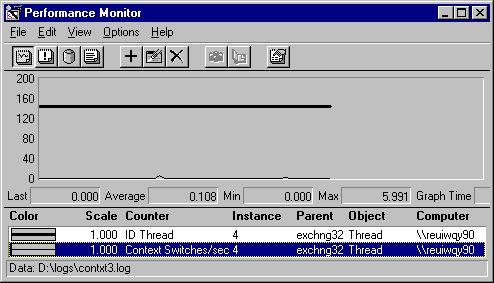 Performance Monitor
File Edit View Options Help
200
160
120
80
40
0
Last 0.000 Average 0.108 Min 0.000 Max 5.991 Graph Time
Color Scale Counter Instance Parent Object Computer
1.000 ID Thread 4 exchng32 Thread \\reuiwqy90
1.000 Context Switches/sec 4 exchng32 Thread \\reuiwqy90
Data: D:\logs\contxt3.log